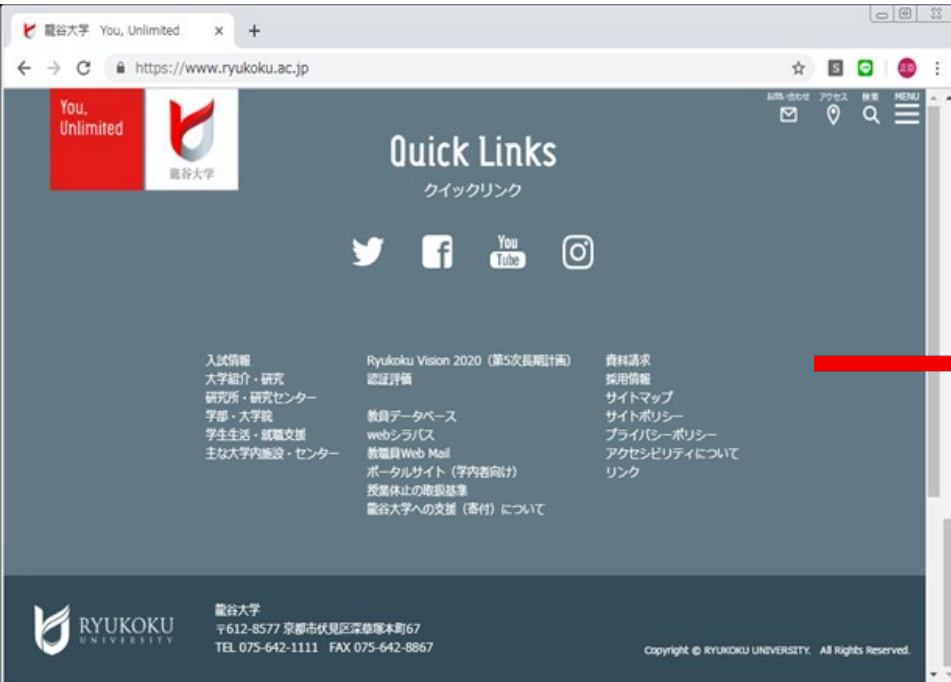 龍谷大学 You, Unlimited
https://www.ryukoku.ac.jp
You,
Unlimited
龍谷大学
お問い合わせ アクセス 検索 MENU
Quick Links
クイックリンク
You
Tube
入試情報
大学紹介・研究
研究所・研究センター
学部・大学院
学生生活・就職支援
主な大学内施設・センター
Ryukoku Vision 2020（第5次長期計画）
認証評価
教員データベース
webシラバス
教職員Web Mail
ポータルサイト（学内者向け）
授業休止の取扱基準
龍谷大学への支援（寄付）について
資料請求
採用情報
サイトマップ
サイトポリシー
プライバシーポリシー
アクセシビリティについて
リンク
RYUKOKU
UNIVERSITY
龍谷大学
〒612-8577 京都市伏見区深草塚本町67
TEL 075-642-1111 FAX 075-642-8867
Copyright © RYUKOKU UNIVERSITY. All Rights Reserved.